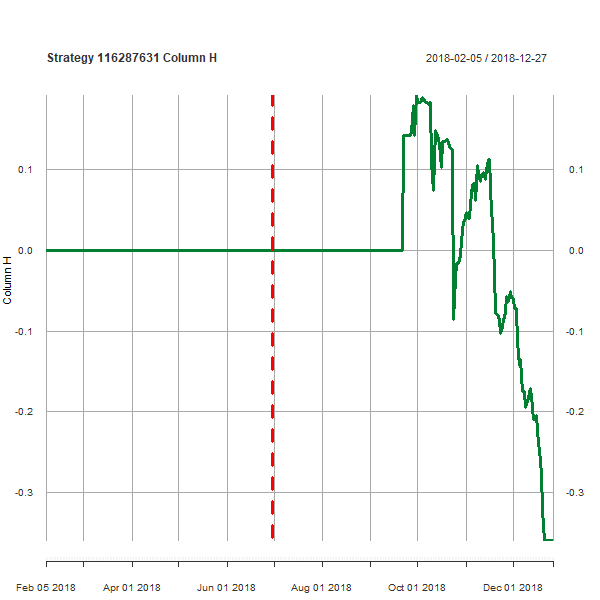 Strategy 116287631 Column H 2018-02-05 / 2018-12-27
0.1 0.1
0.0 0.0
Column H
-0.1 -0.1
-0.2 -0.2
-0.3 -0.3
Feb 05 2018 Apr 01 2018 Jun 01 2018 Aug 01 2018 Oct 01 2018 Dec 01 2018